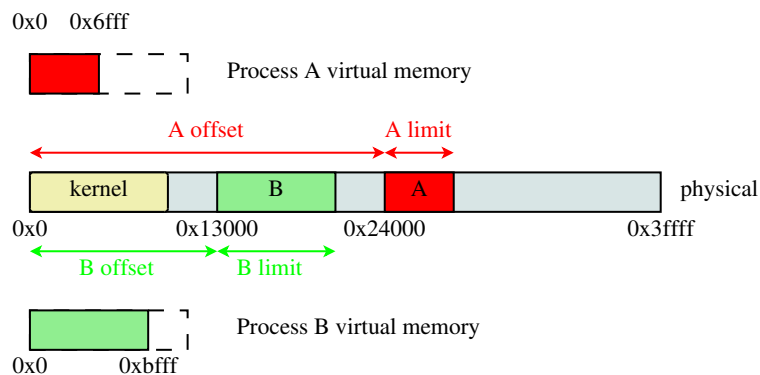 0x0 0x6fff
Process A virtual memory
A offset A limit
kernel B A physical
0x0 0x13000 0x24000 0x3ffff
B offset B limit
Process B virtual memory
0x0 0xbfff